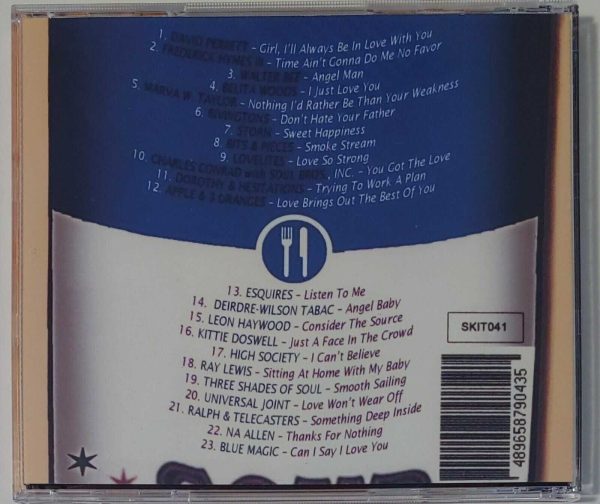 1. DAVID PERRETT - Girl, I'll Always Be In Love With You
2. FREDERICK HYMES III - Time Ain't Gonna Do Me No Favor
3. WALTER BEE - Angel Man
4. BELITA WOODS - I Just Love You
5. MARVA W. TAYLOR - Nothing I'd Rather Be Than Your Weakness
6. RIVINGTONS - Don't Hate Your Father
7. STORM - Sweet Happiness
8. BITS & PIECES - Smoke Stream
9. LOVELITES - Love So Strong
10. CHARLES CONRAD with SOUL BROS., INC. - You Got The Love
11. DOROTHY & HESITATIONS - Trying To Work A Plan
12. APPLE & 3 ORANGES - Love Brings Out The Best Of You
13. ESQUIRES - Listen To Me
14. DEIRDRE-WILSON TABAC - Angel Baby
15. LEON HAYWOOD - Consider The Source
16. KITTIE DOSWELL - Just A Face In The Crowd
17. HIGH SOCIETY - I Can't Believe
18. RAY LEWIS - Sitting At Home With My Baby
19. THREE SHADES OF SOUL - Smooth Sailing
20. UNIVERSAL JOINT - Love Won't Wear Off
21. RALPH & TELECASTERS - Something Deep Inside
22. NA ALLEN - Thanks For Nothing
23. BLUE MAGIC - Can I Say I Love You
SKIT041
489658790435